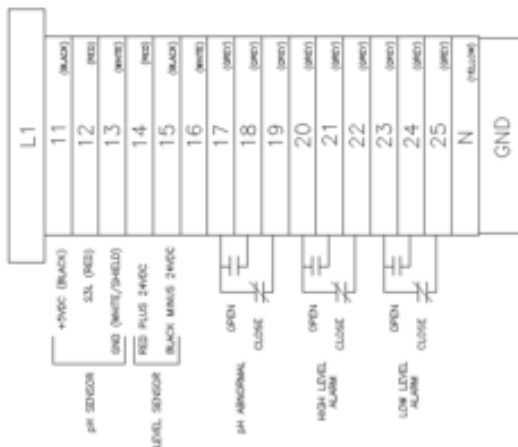 L1
11 (BLACK)
12 (RED)
13 (WHITE)
14 (RED)
15 (BLACK)
16 (WHITE)
17 (GREY)
18 (GREY)
19 (GREY)
20 (GREY)
21 (GREY)
22 (GREY)
23 (GREY)
24 (GREY)
25 (GREY)
N (YELLOW)
GND
+5VDC (BLACK)
(RED)
GND (WHITE/SHIELD)
RED PLUS 24VDC
BLACK MINUS 24VDC
OPEN
CLOSE
OPEN
CLOSE
OPEN
CLOSE
pH SENSOR
LEVEL SENSOR
pH ABNORMAL
HIGH LEVEL
ALARM
LOW LEVEL
ALARM